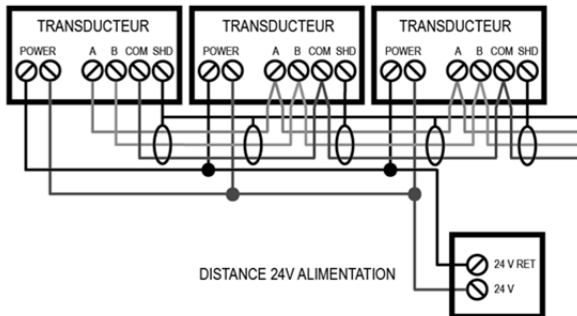 TRANSDUCTEUR TRANSDUCTEUR TRANSDUCTEUR
POWER A B COM SHD POWER A B COM SHD POWER A B COM SHD
24 V RET
DISTANCE 24V ALIMENTATION
24 V